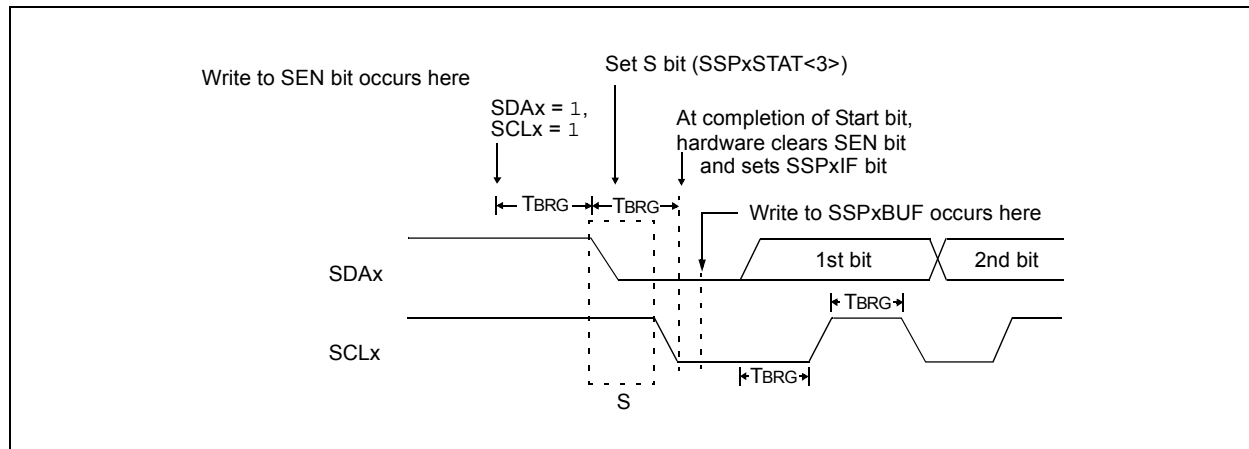 Write to SEN bit occurs here
Set S bit (SSPxSTAT<3>)
SDAx = 1,
SCLx = 1
At completion of Start bit,
hardware clears SEN bit
and sets SSPxIF bit
TBRG
TBRG
Write to SSPxBUF occurs here
SDAx
1st bit
2nd bit
TBRG
SCLx
TBRG
S